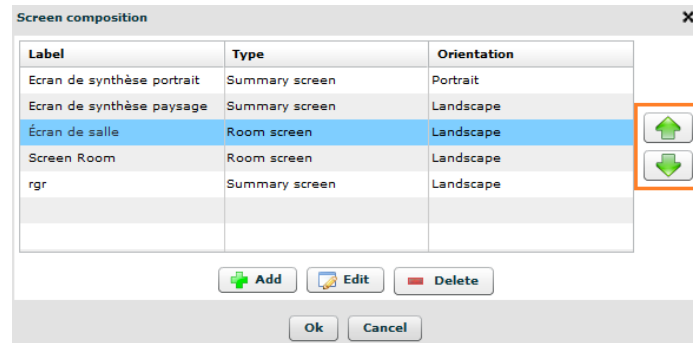 Screen composition
Label Type Orientation
Ecran de synthèse portrait Summary screen Portrait
Ecran de synthèse paysage Summary screen Landscape
Écran de salle Room screen Landscape
Screen Room Room screen Landscape
rgr Summary screen Landscape
Add Edit Delete
Ok Cancel